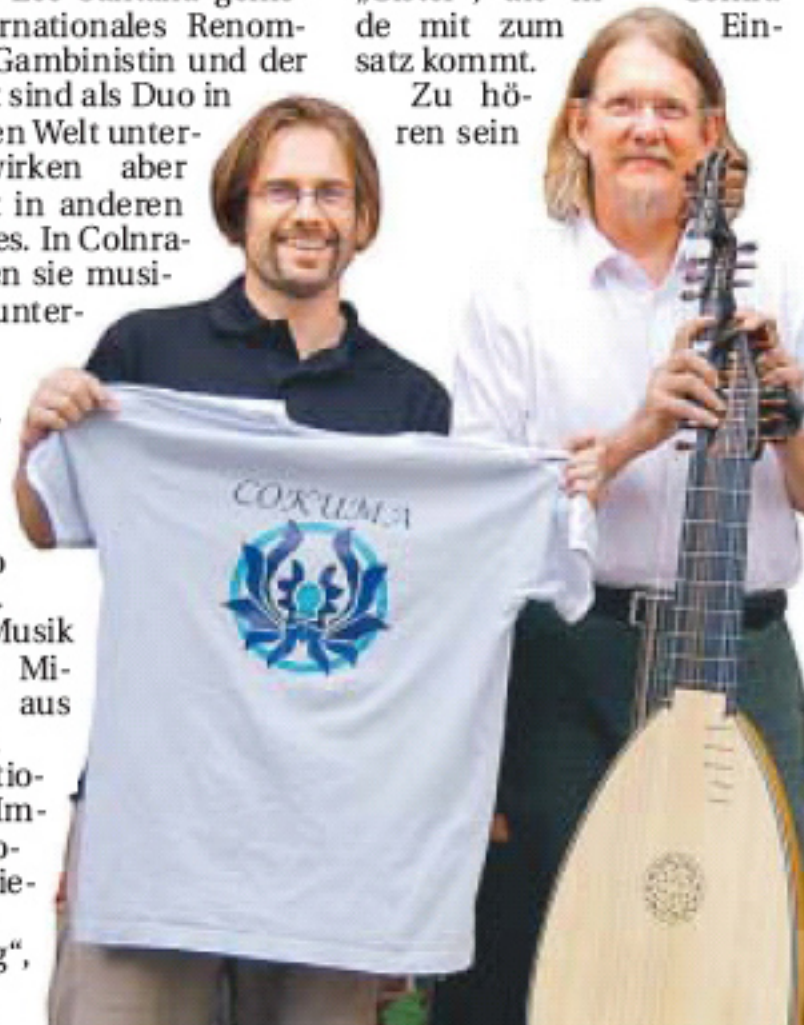 rnationales Renom-
Gambinistin und der
sind als Duo in
en Welt unter-
wirken aber
in anderen
es. In Colnra-
en sie musi-
unter-
Musik
Mi-
aus
tio-
Im-
o-
ie-
g“,
de mit zum Ein-
satz kommt.
Zu hö-
ren sein
COKUMA